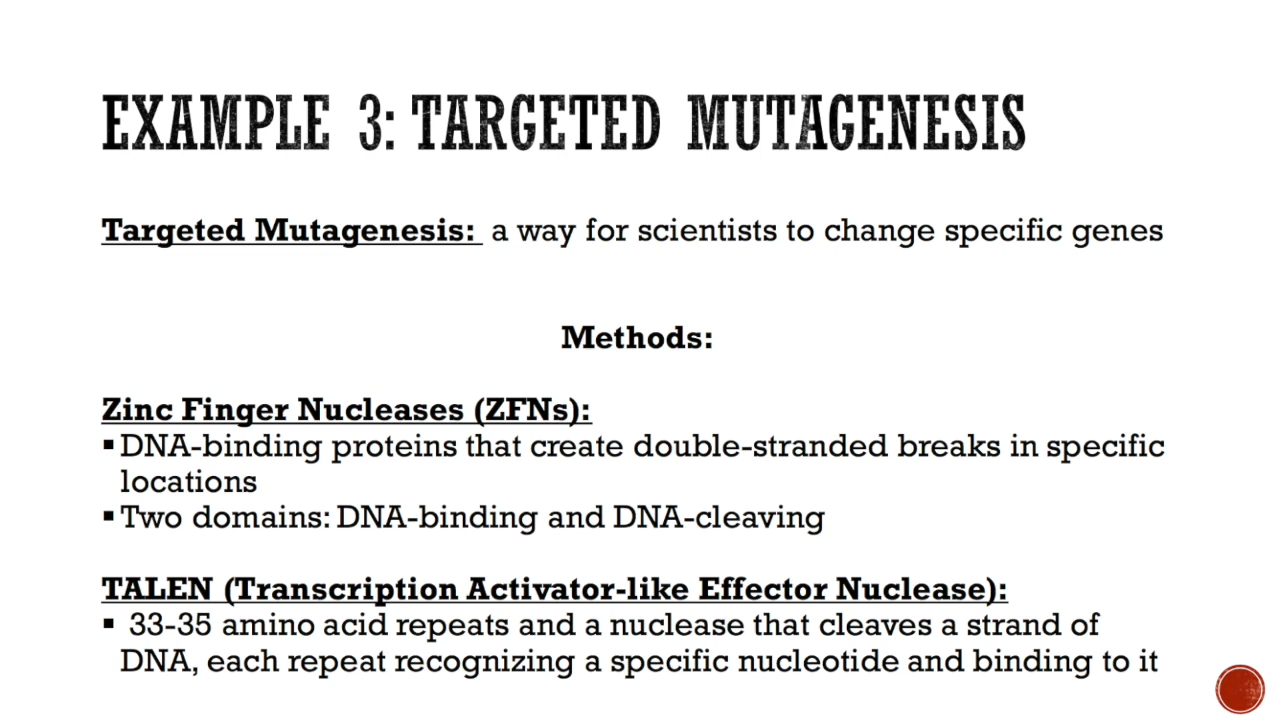 EXAMPLE 3: TARGETED MUTAGENESIS
Targeted Mutagenesis: a way for scientists to change specific genes
Methods:
Zinc Finger Nucleases (ZFNs):
▪ DNA-binding proteins that create double-stranded breaks in specific
locations
▪ Two domains: DNA-binding and DNA-cleaving
TALEN (Transcription Activator-like Effector Nuclease):
▪ 33-35 amino acid repeats and a nuclease that cleaves a strand of
DNA, each repeat recognizing a specific nucleotide and binding to it